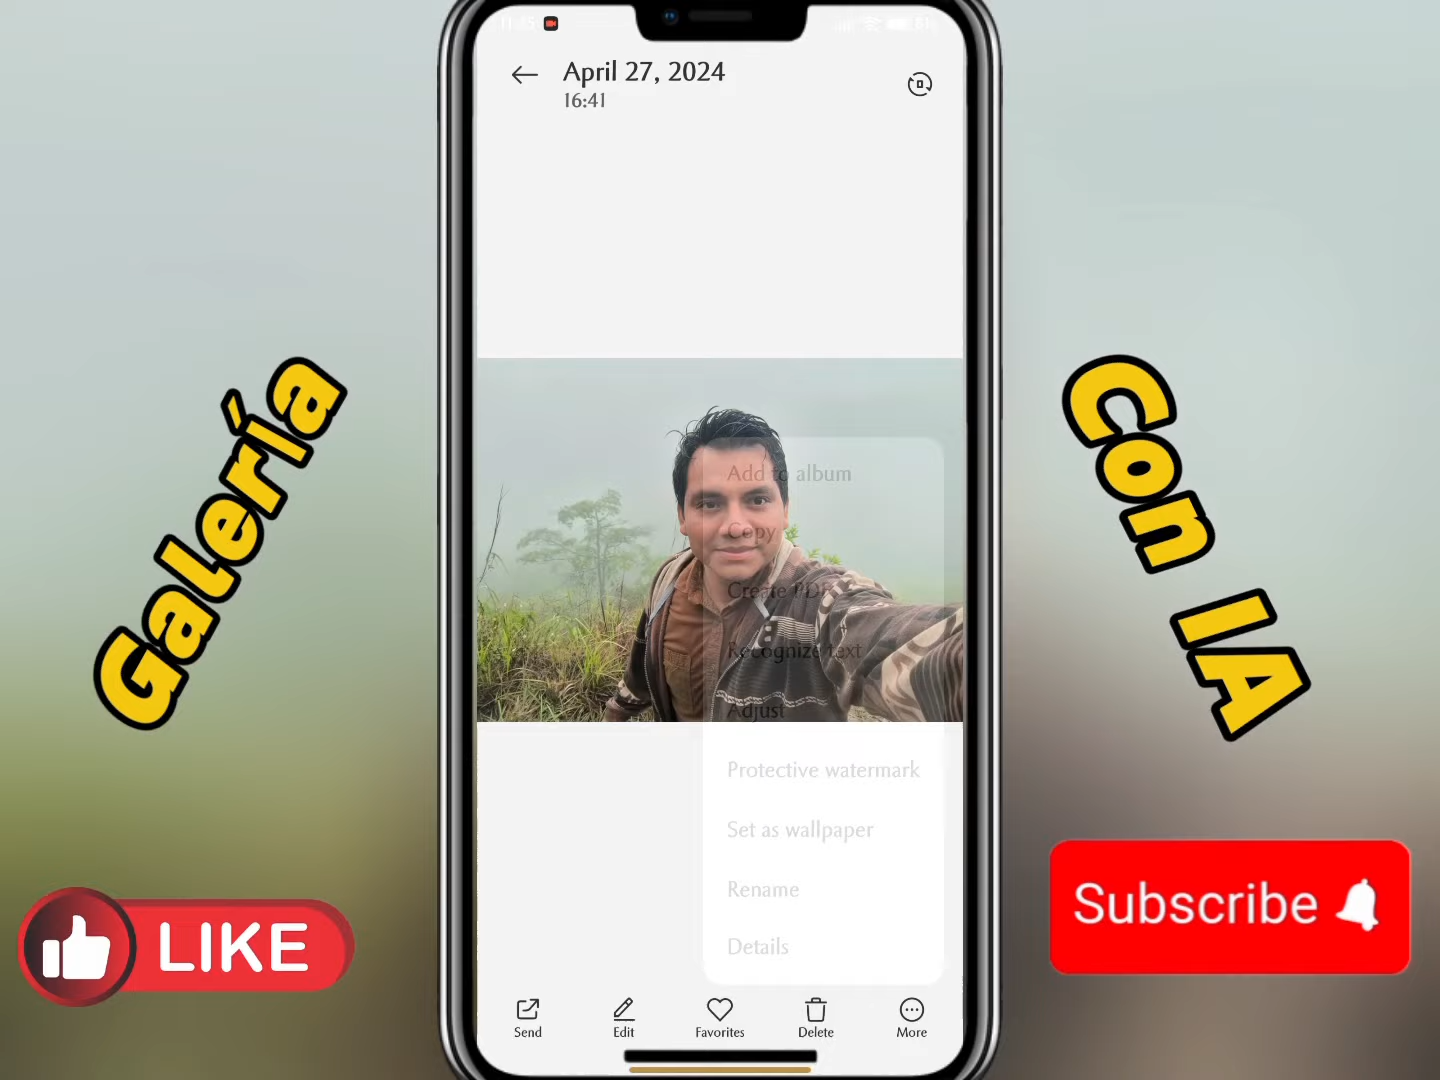 April 27, 2024
16:41
Galería
Con IA
Add to album
Copy
Create PDF
Recognize text
Adjust
Protective watermark
Set as wallpaper
Rename
Details
LIKE
Subscribe
Send
Edit
Favorites
Delete
More